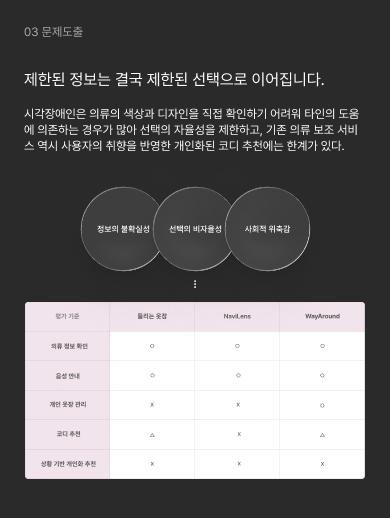 03 문제도출
제한된 정보는 결국 제한된 선택으로 이어집니다.
시각장애인은 의류의 색상과 디자인을 직접 확인하기 어려워 타인의 도움
에 의존하는 경우가 많아 선택의 자율성을 제한하고, 기존 의류 보조 서비
스 역시 사용자의 취향을 반영한 개인화된 코디 추천에는 한계가 있다.
정보의 불확실성 선택의 비자율성 사회적 위축감
평가 기준 들리는 옷장 NaviLens WayAround
의류 정보 확인 ○ ○ ○
음성 안내 ○ ○ ○
개인 옷장 관리 x x ○
코디 추천 △ x △
상황 기반 개인화 추천 x x x